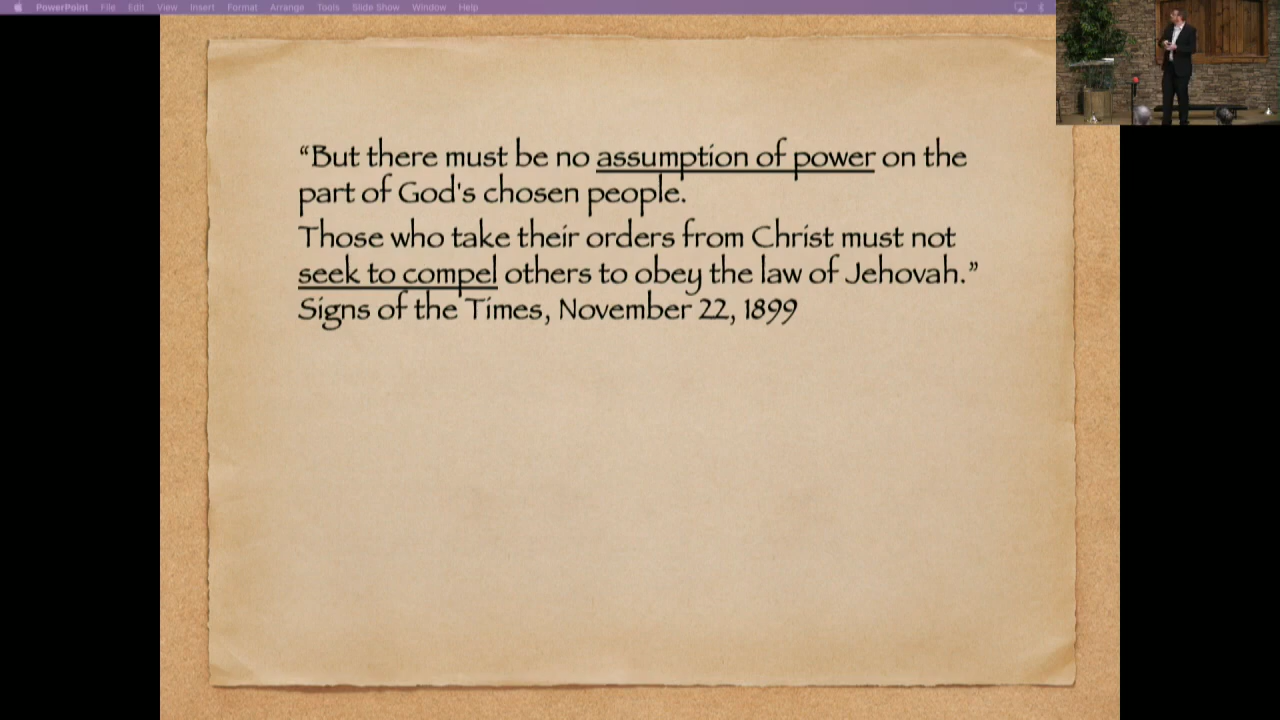 PowerPoint File Edit View Insert Format Arrange Tools Slide Show Window Help
“But there must be no assumption of power on the
part of God's chosen people.
Those who take their orders from Christ must not
seek to compel others to obey the law of Jehovah.”
Signs of the Times, November 22, 1899